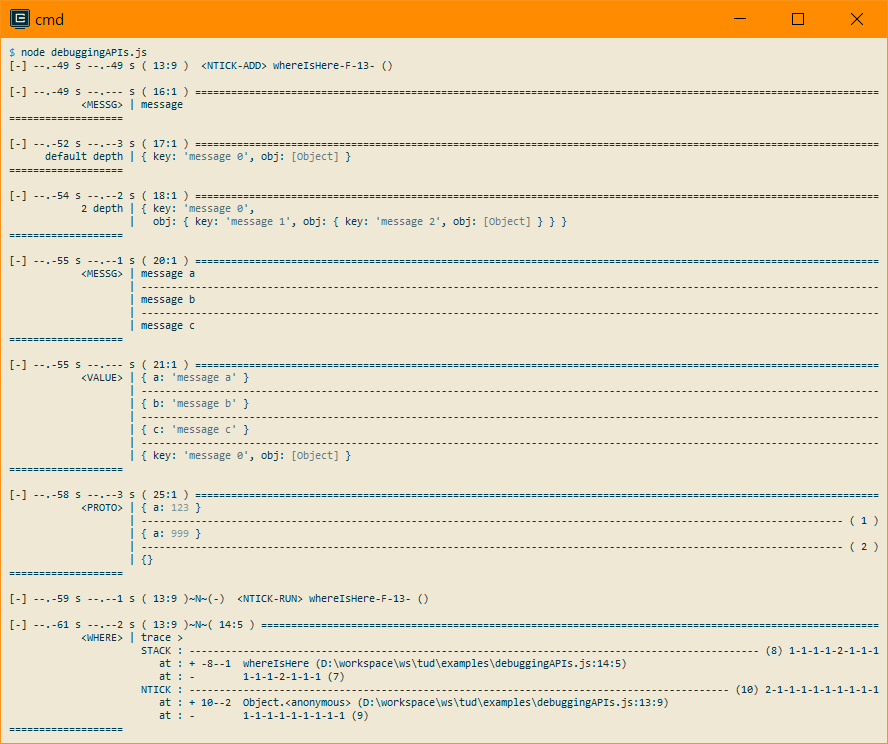 cmd
$ node debuggingAPIs.js
[-] --.-49 s --.-49 s ( 13:9 )  <NTICK-ADD> whereIsHere-F-13- ()
[-] --.-49 s --.--- s ( 16:1 ) ==================================================================================================================
<MESSG> | message
===================
[-] --.-52 s --.--3 s ( 17:1 ) ==================================================================================================================
default depth | { key: 'message 0', obj: [Object] }
===================
[-] --.-54 s --.--2 s ( 18:1 ) ==================================================================================================================
2 depth | { key: 'message 0',
|   obj: { key: 'message 1', obj: { key: 'message 2', obj: [Object] } } }
===================
[-] --.-55 s --.--1 s ( 20:1 ) ==================================================================================================================
<MESSG> | message a
| ---------------------------------------------------------------------------------------------------------------------------
| message b
| ---------------------------------------------------------------------------------------------------------------------------
| message c
===================
[-] --.-55 s --.--- s ( 21:1 ) ==================================================================================================================
<VALUE> | { a: 'message a' }
| ---------------------------------------------------------------------------------------------------------------------------
| { b: 'message b' }
| ---------------------------------------------------------------------------------------------------------------------------
| { c: 'message c' }
| ---------------------------------------------------------------------------------------------------------------------------
| { key: 'message 0', obj: [Object] }
===================
[-] --.-58 s --.--3 s ( 25:1 ) ==================================================================================================================
<PROTO> | { a: 123 }
| --------------------------------------------------------------------------------------------------------------------- ( 1 )
| { a: 999 }
| --------------------------------------------------------------------------------------------------------------------- ( 2 )
| {}
===================
[-] --.-59 s --.--1 s ( 13:9 )~N~(-)  <NTICK-RUN> whereIsHere-F-13- ()
[-] --.-61 s --.--2 s ( 13:9 )~N~( 14:5 ) =======================================================================================================
<WHERE> | trace >
STACK : ----------------------------------------------------------------------------------------------- (8) 1-1-1-1-2-1-1-1
at : + -8--1  whereIsHere (D:\workspace\ws\tud\examples\debuggingAPIs.js:14:5)
at : -        1-1-1-2-1-1-1 (7)
NTICK : ------------------------------------------------------------------------------------------ (10) 2-1-1-1-1-1-1-1-1-1
at : + 10--2  Object.<anonymous> (D:\workspace\ws\tud\examples\debuggingAPIs.js:13:9)
at : -        1-1-1-1-1-1-1-1-1 (9)
===================